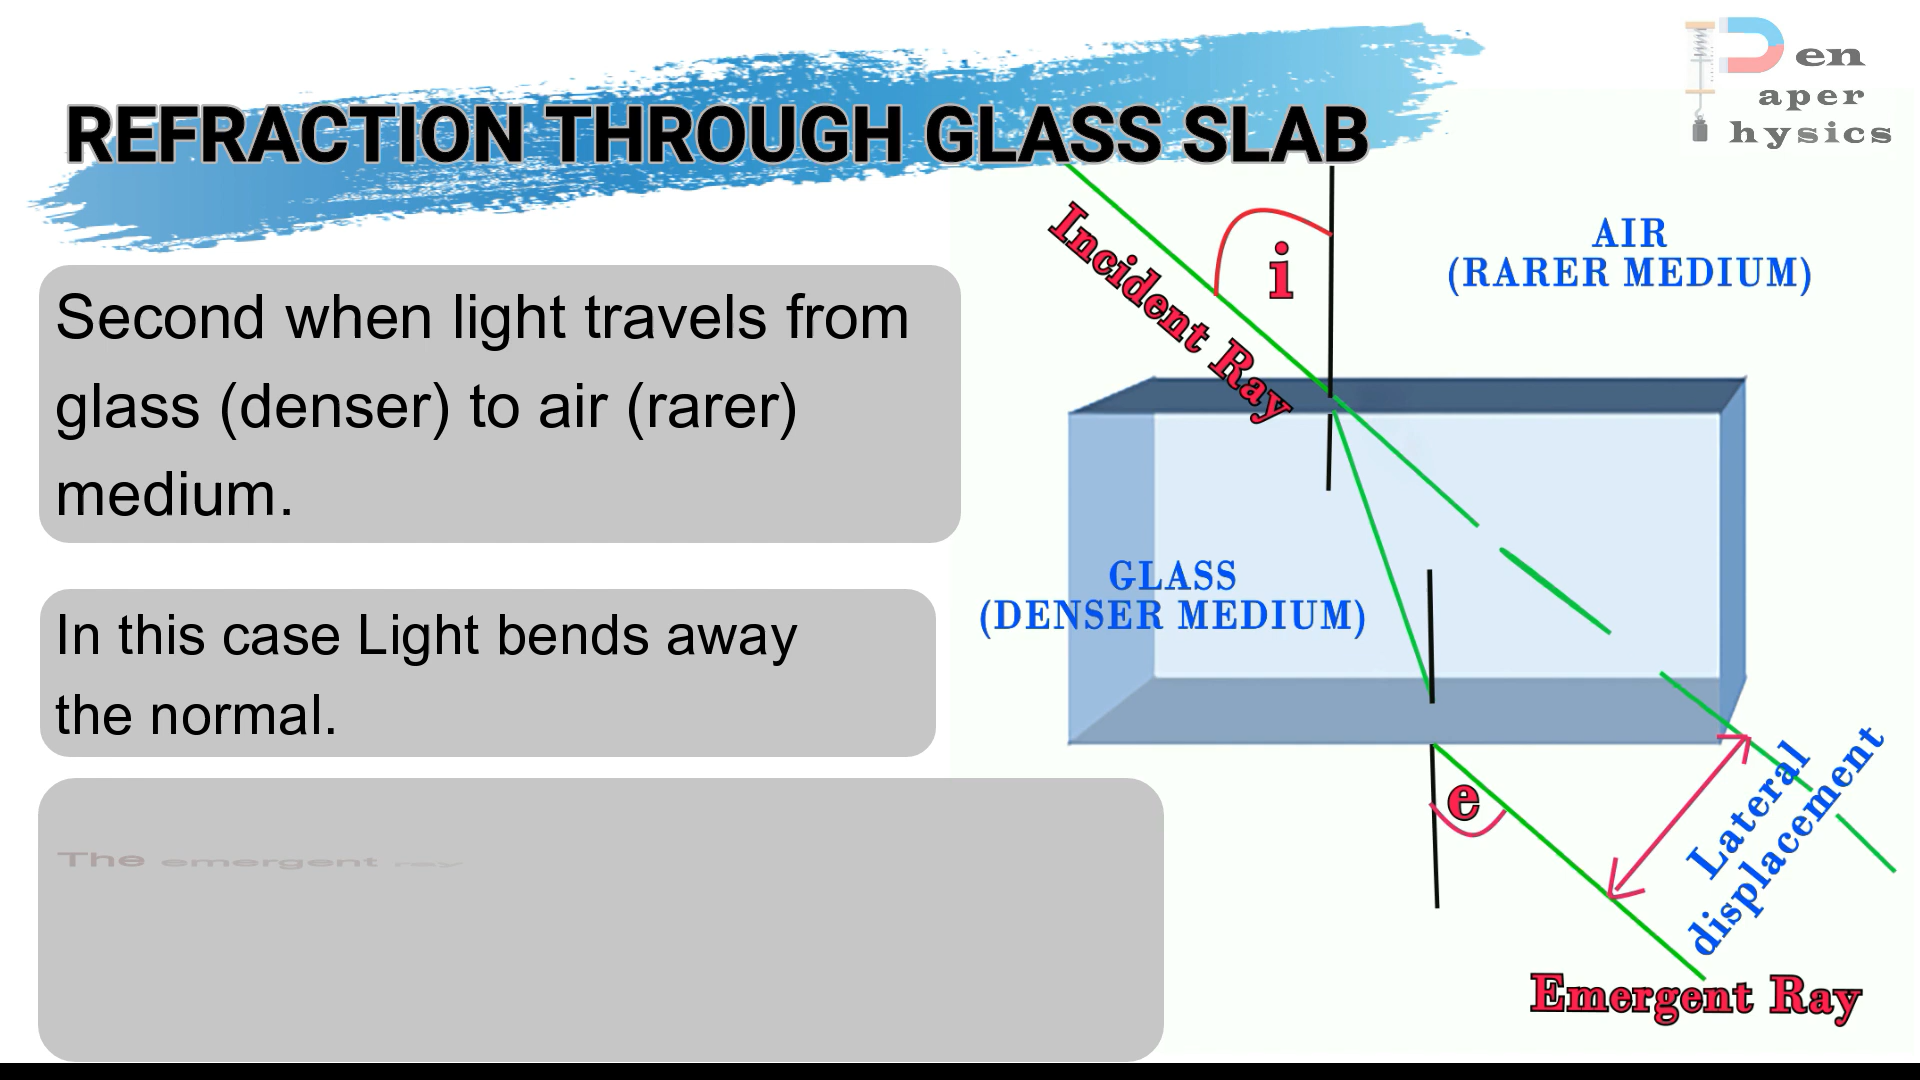 REFRACTION THROUGH GLASS SLAB
en
aper
hysics
Second when light travels from
glass (denser) to air (rarer)
medium.
In this case Light bends away
the normal.
The emergent ray
Incident Ray
i
AIR
(RARER MEDIUM)
GLASS
(DENSER MEDIUM)
e
Lateral
displacement
Emergent Ray